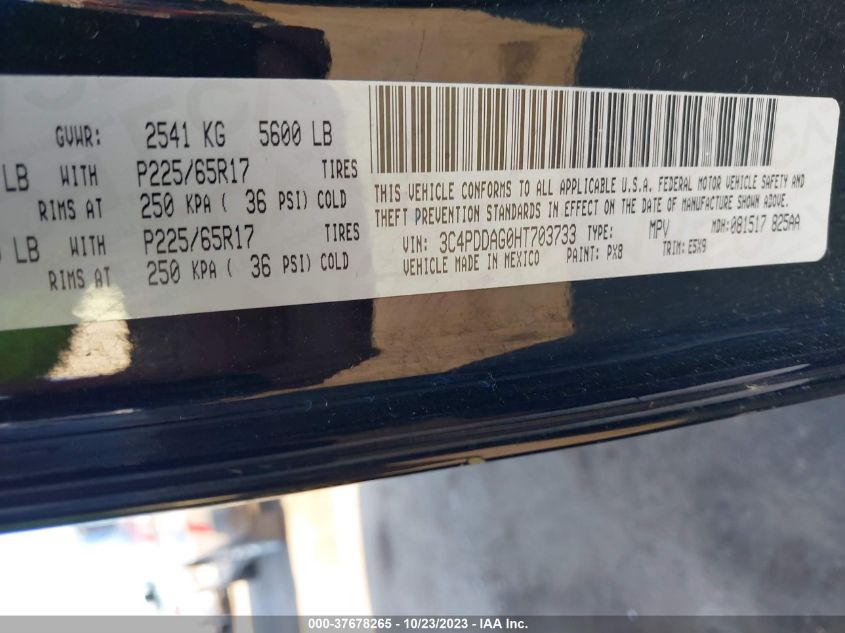 GVWR: 2541 KG 5600 LB
LB WITH P225/65R17 TIRES
RIMS AT 250 KPA ( 36 PSI) COLD
LB WITH P225/65R17 TIRES
RIMS AT 250 KPA ( 36 PSI) COLD
THIS VEHICLE CONFORMS TO ALL APPLICABLE U.S.A. FEDERAL MOTOR VEHICLE SAFETY AND
THEFT PREVENTION STANDARDS IN EFFECT ON THE DATE OF MANUFACTURE SHOWN ABOVE.
VIN: 3C4PDDAG0HT703733 TYPE: MPV MDH:081517 825AA
VEHICLE MADE IN MEXICO PAINT: PX8 TRIM: E5X9
000-37678265 - 10/23/2023 - IAA Inc.